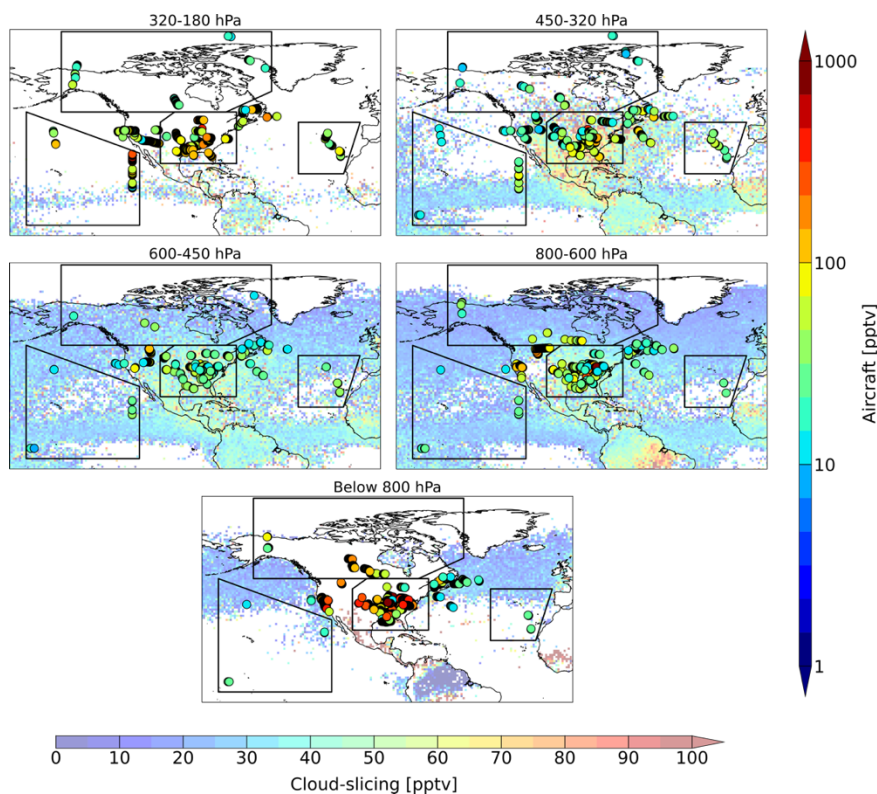 320-180 hPa
450-320 hPa
600-450 hPa
800-600 hPa
Below 800 hPa
1000
100
10
1
Aircraft [pptv]
0 10 20 30 40 50 60 70 80 90 100
Cloud-slicing [pptv]